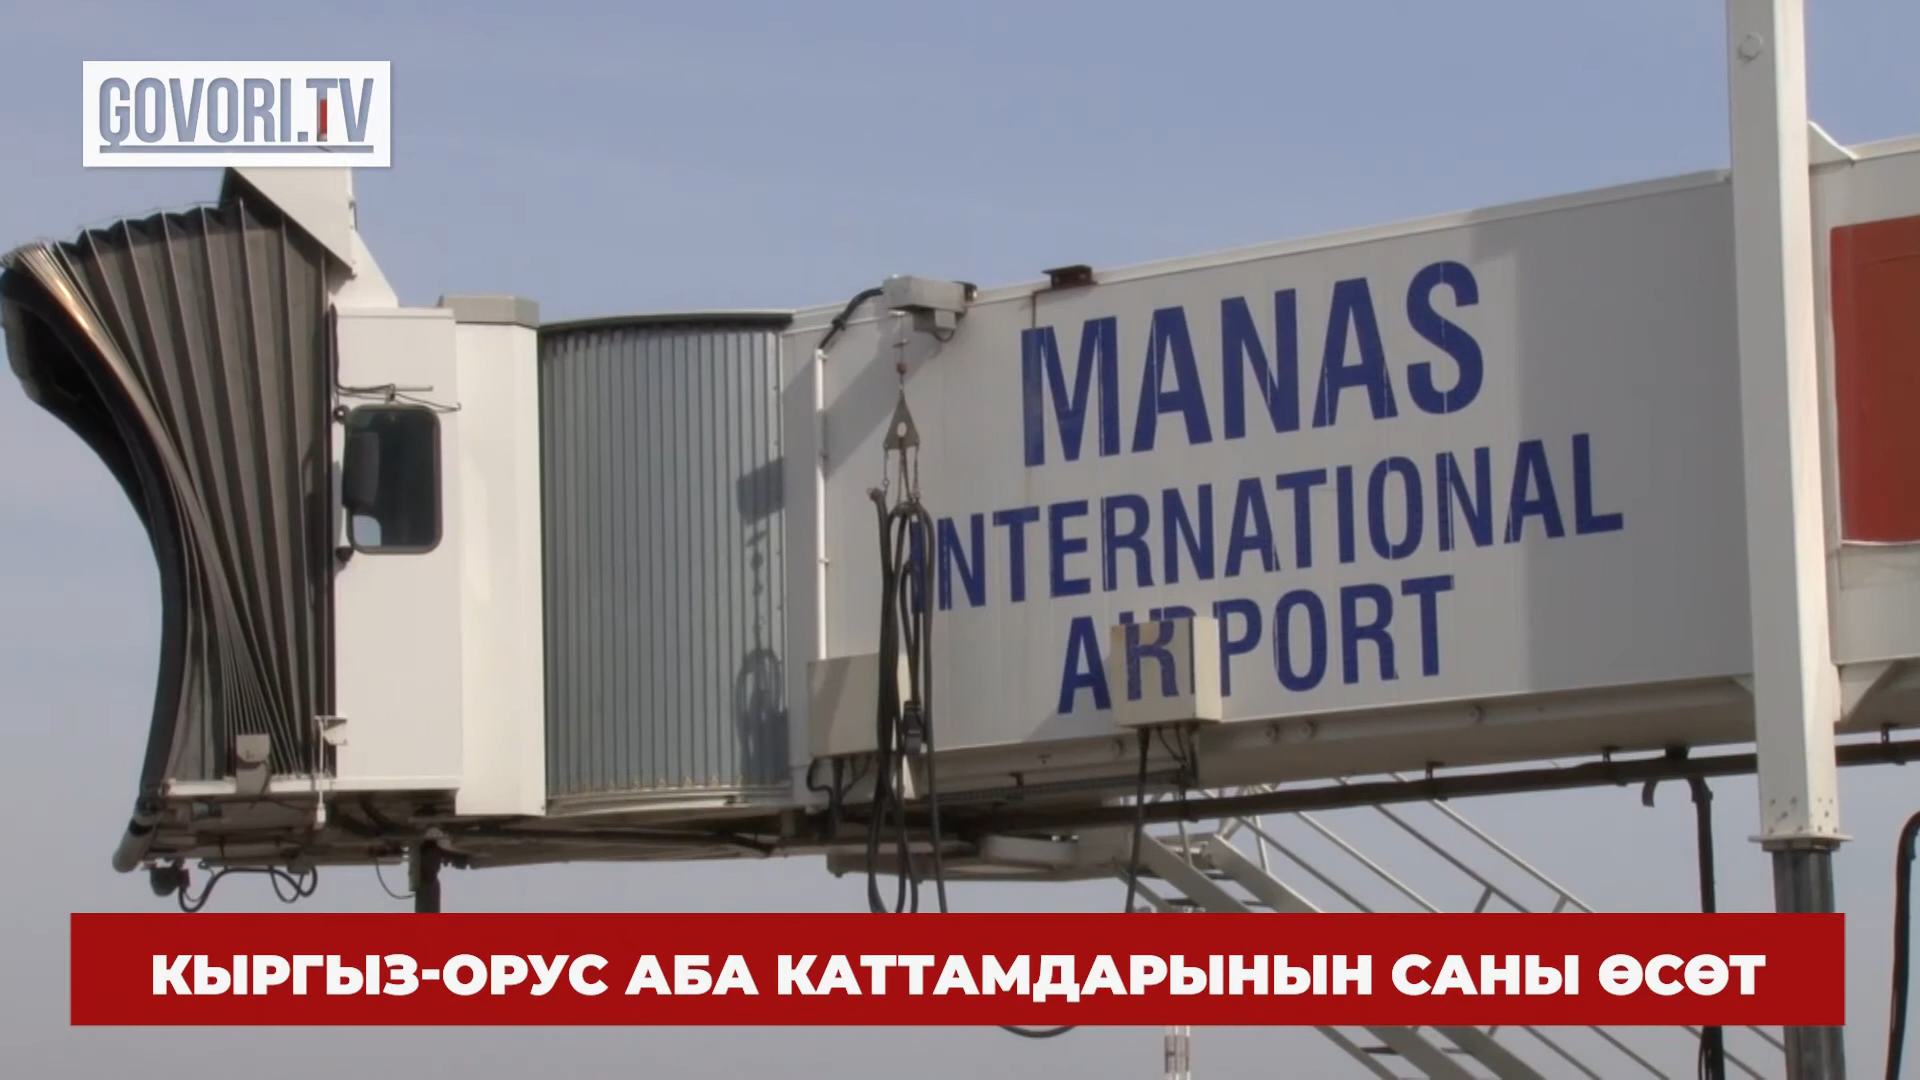 GOVORI.TV
MANAS
INTERNATIONAL
AIRPORT
КЫРГЫЗ-ОРУС АБА КАТТАМДАРЫНЫН САНЫ ӨСӨТ